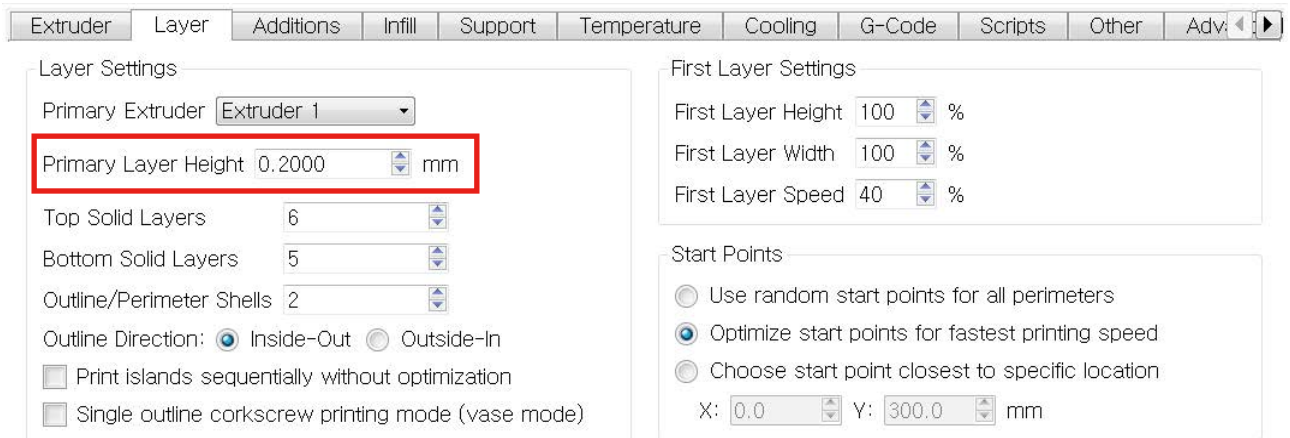 Extruder Layer Additions Infill Support Temperature Cooling G-Code Scripts Other
Layer Settings
Primary Extruder Extruder 1
Primary Layer Height 0.2000 mm
Top Solid Layers 6
Bottom Solid Layers 5
Outline/Perimeter Shells 2
Outline Direction: Inside-Out Outside-In
Print islands sequentially without optimization
Single outline corkscrew printing mode (vase mode)
First Layer Settings
First Layer Height 100 %
First Layer Width 100 %
First Layer Speed 40 %
Start Points
Use random start points for all perimeters
Optimize start points for fastest printing speed
Choose start point closest to specific location
X: 0.0 Y: 300.0 mm